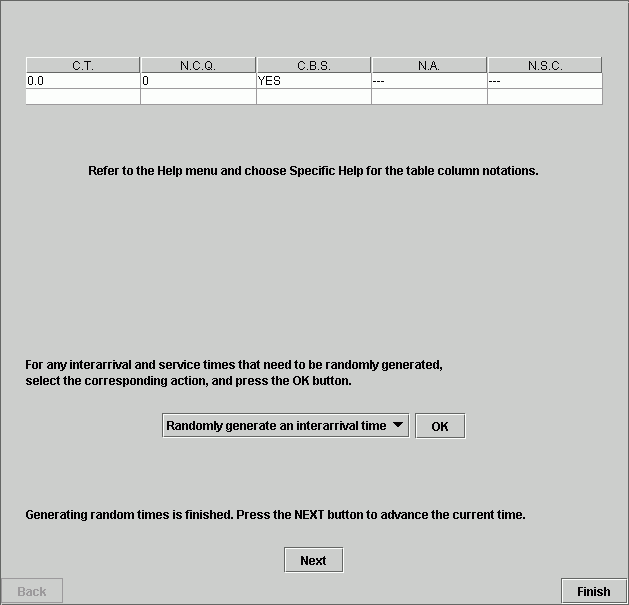 C.T. N.C.Q. C.B.S. N.A. N.S.C.
0.0 0 YES --- ---
Refer to the Help menu and choose Specific Help for the table column notations.
For any interarrival and service times that need to be randomly generated,
select the corresponding action, and press the OK button.
Randomly generate an interarrival time OK
Generating random times is finished. Press the NEXT button to advance the current time.
Next
Back Finish